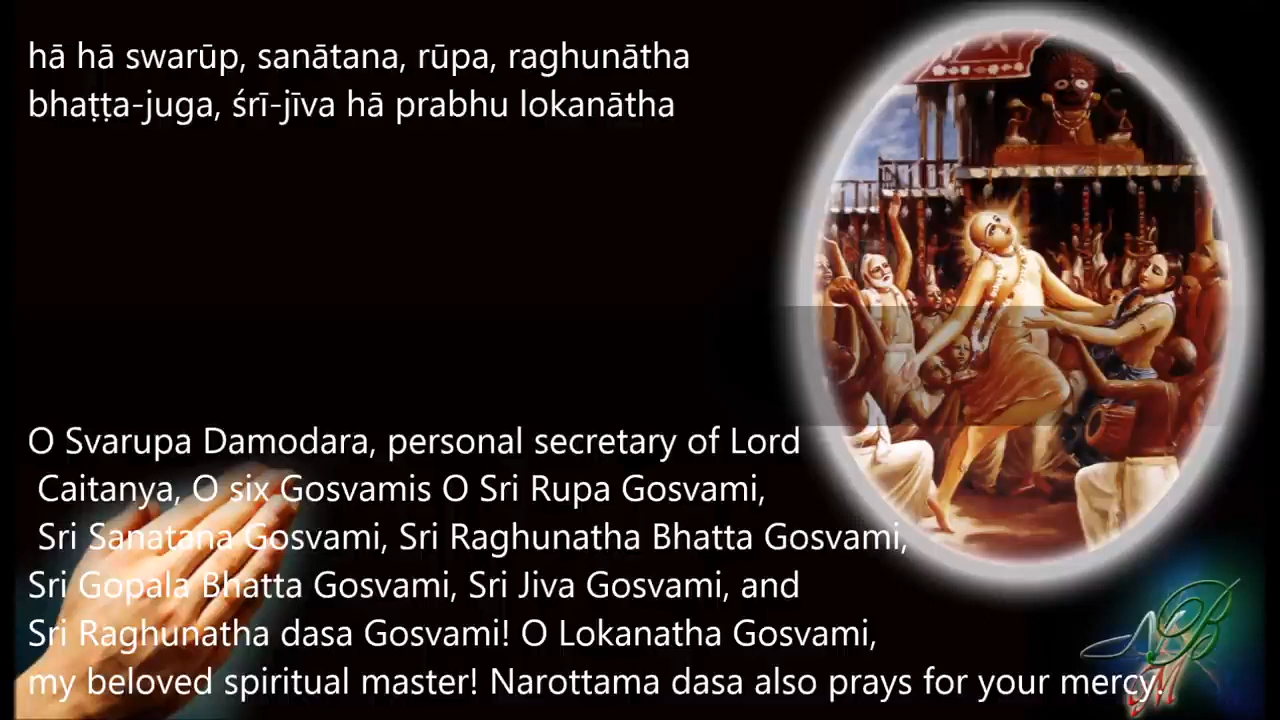 hā hā swarūp, sanātana, rūpa, raghunātha
bhaṭṭa-juga, śrī-jīva hā prabhu lokanātha
O Svarupa Damodara, personal secretary of Lord
Caitanya, O six Gosvamis O Sri Rupa Gosvami,
Sri Sanatana Gosvami, Sri Raghunatha Bhatta Gosvami,
Sri Gopala Bhatta Gosvami, Sri Jiva Gosvami, and
Sri Raghunatha dasa Gosvami! O Lokanatha Gosvami,
my beloved spiritual master! Narottama dasa also prays for your mercy.